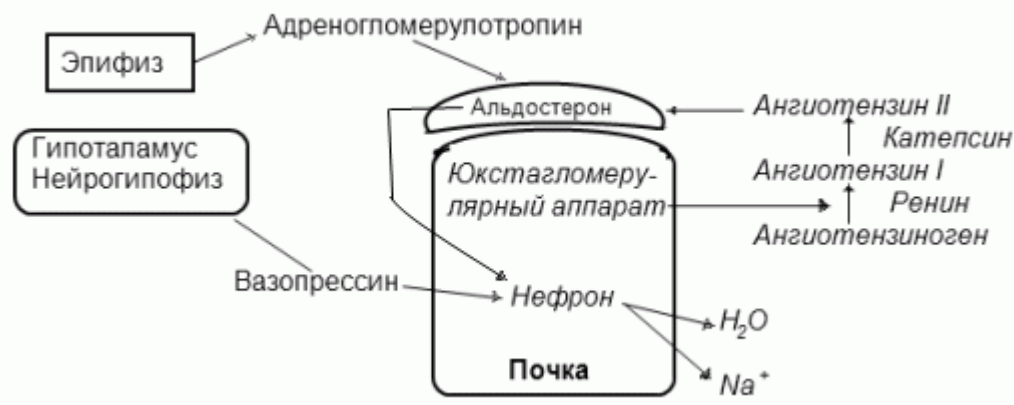 Адреногломерулотропин
Эпифиз
Альдостерон
Ангиотензин II
Катепсин
Гипоталамус
Нейрогипофиз
Юкстагломеру-
лярный аппарат
Ангиотензин I
Ренин
Ангиотензиноген
Вазопрессин
Нефрон
H₂O
Почка
Na⁺